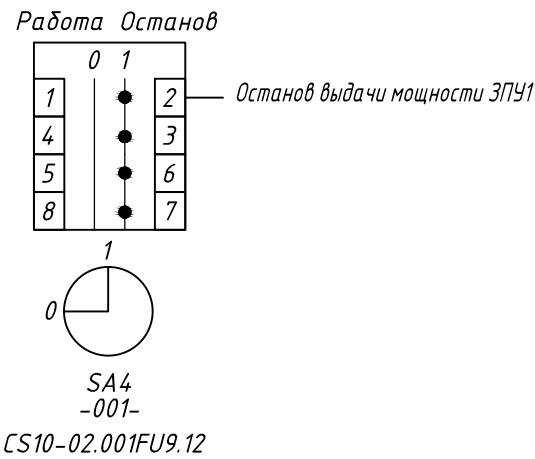 Работа Останов
0 1
1 2 Останов выдачи мощности ЗПУ1
4 3
5 6
8 7
1
0
SA4
-001-
CS10-02.001FU9.12